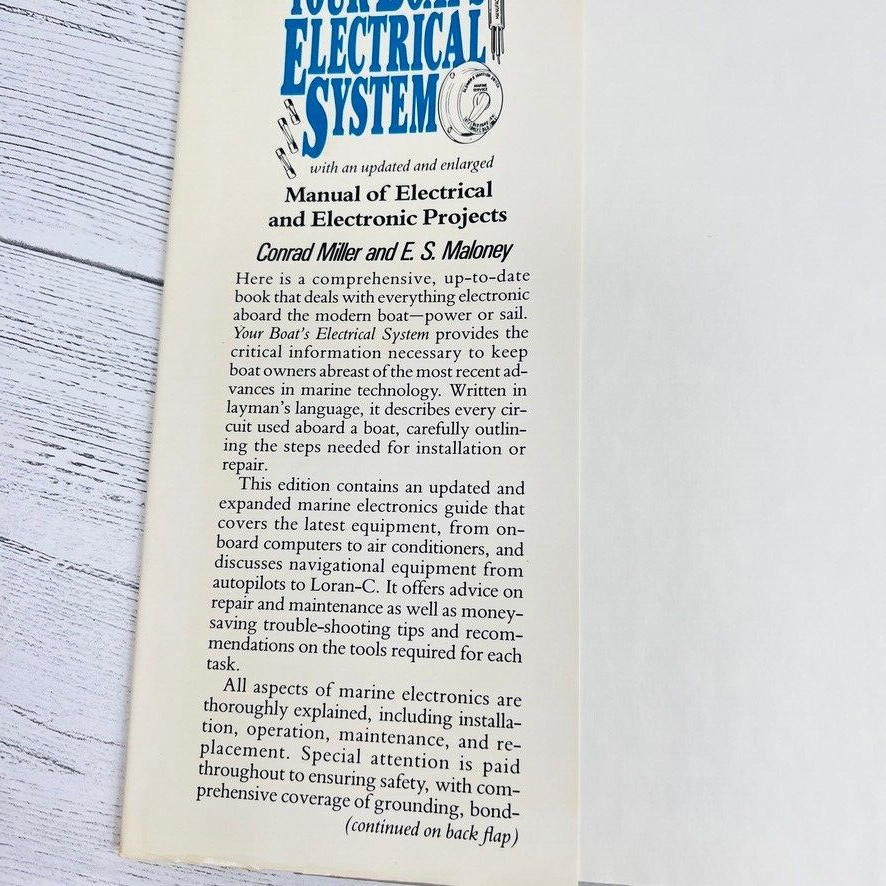 YOUR BOAT'S
ELECTRICAL
SYSTEM
with an updated and enlarged
Manual of Electrical
and Electronic Projects
Conrad Miller and E. S. Maloney
Here is a comprehensive, up-to-date
book that deals with everything electronic
aboard the modern boat—power or sail.
Your Boat's Electrical System provides the
critical information necessary to keep
boat owners abreast of the most recent ad-
vances in marine technology. Written in
layman's language, it describes every cir-
cuit used aboard a boat, carefully outlin-
ing the steps needed for installation or
repair.
This edition contains an updated and
expanded marine electronics guide that
covers the latest equipment, from on-
board computers to air conditioners, and
discusses navigational equipment from
autopilots to Loran-C. It offers advice on
repair and maintenance as well as money-
saving trouble-shooting tips and recom-
mendations on the tools required for each
task.
All aspects of marine electronics are
thoroughly explained, including installa-
tion, operation, maintenance, and re-
placement. Special attention is paid
throughout to ensuring safety, with com-
prehensive coverage of grounding, bond-
(continued on back flap)